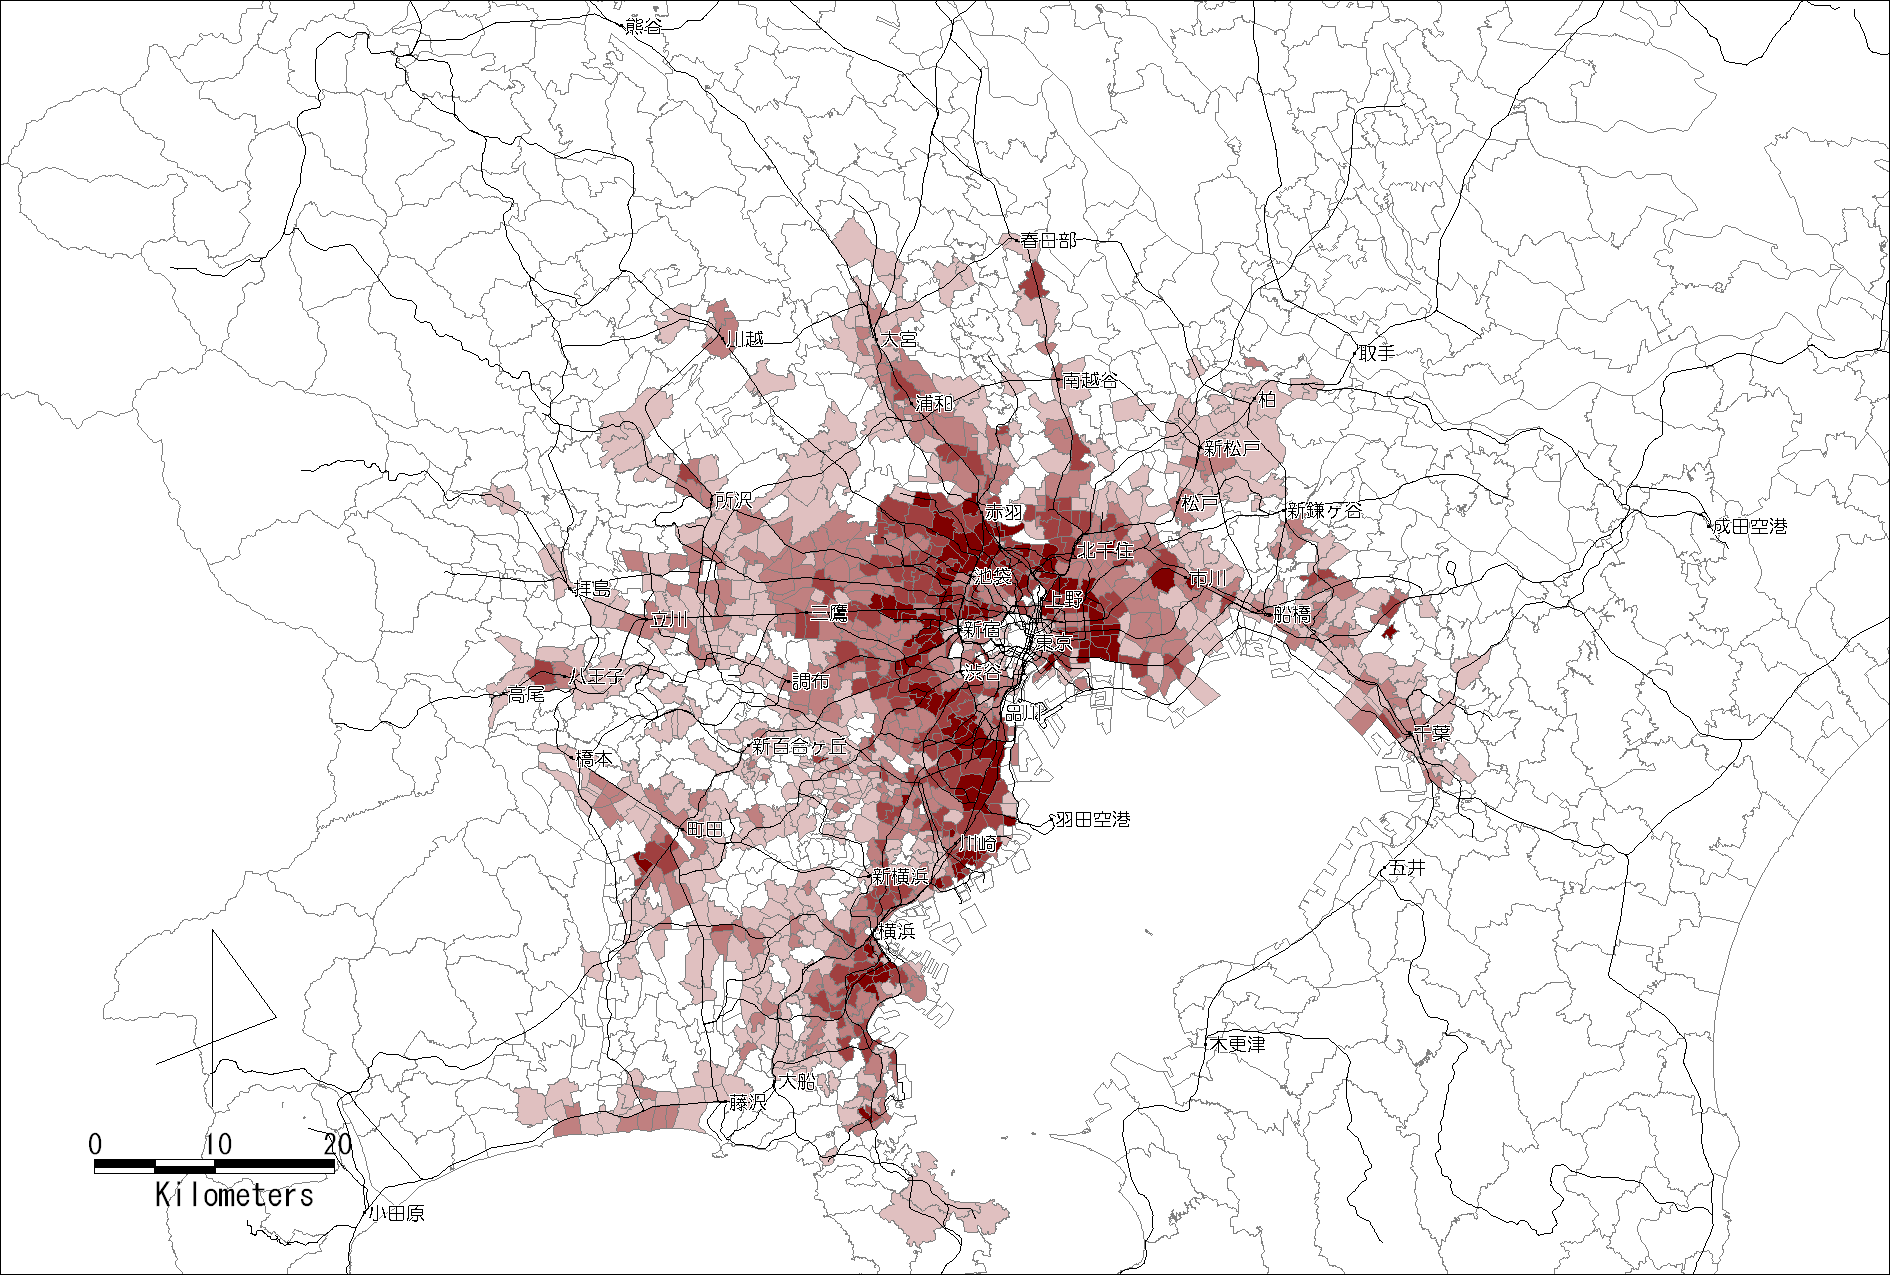 熊谷
春日部
川越
大宮
取手
南越谷
柏
浦和
新松戸
所沢
松戸
新鎌ヶ谷
赤羽
成田空港
北千住
池袋
市川
拝島
上野
三鷹
船橋
立川
新宿
東京
渋谷
八王子
調布
高尾
品川
千葉
新百合ヶ丘
橋本
羽田空港
町田
川崎
五井
新横浜
横浜
木更津
大船
藤沢
0 10 20
Kilometers
小田原